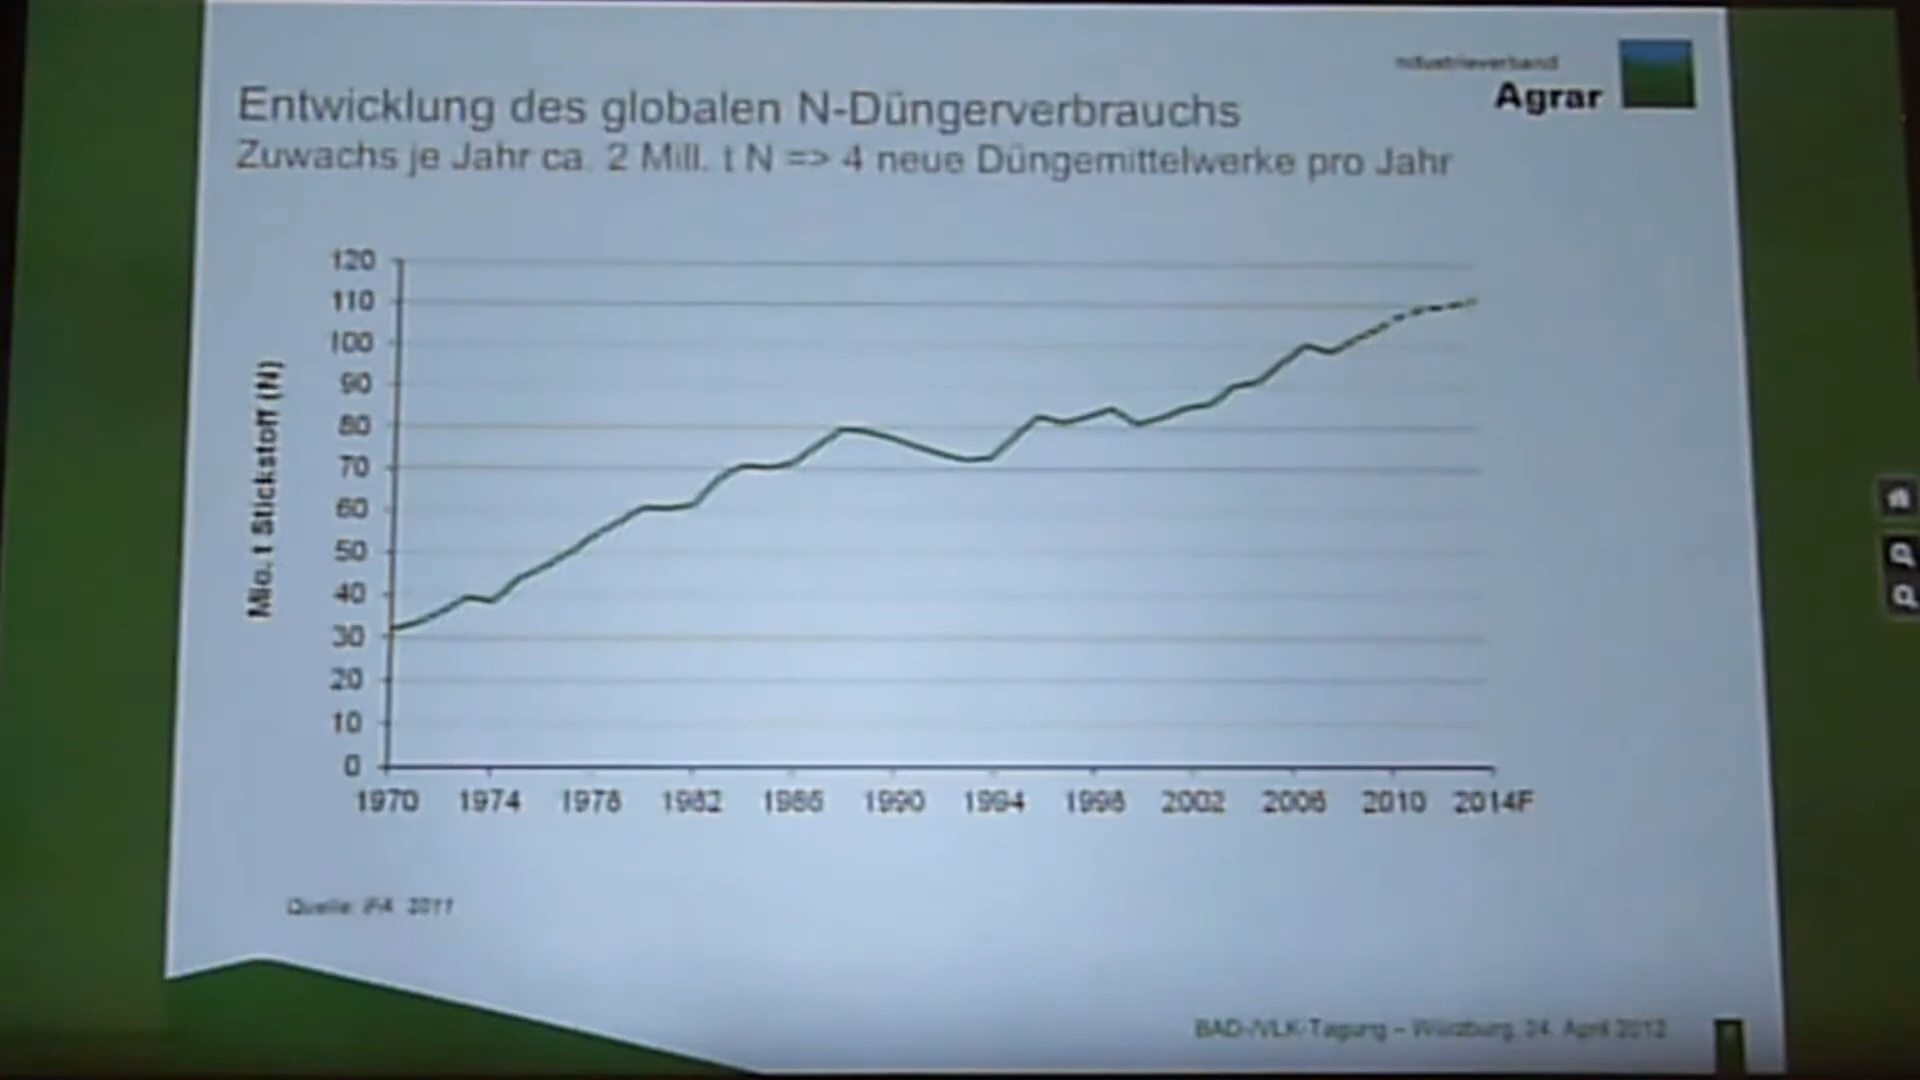 Industrieverband
Agrar
Entwicklung des globalen N-Düngerverbrauchs
Zuwachs je Jahr ca. 2 Mill. t N => 4 neue Düngemittelwerke pro Jahr
Mio. t Stickstoff (N)
120
110
100
90
80
70
60
50
40
30
20
10
0
1970 1974 1978 1982 1986 1990 1994 1998 2002 2006 2010 2014F
Quelle: IFA 2011
BAD-/VLK-Tagung – Würzburg, 24. April 2012